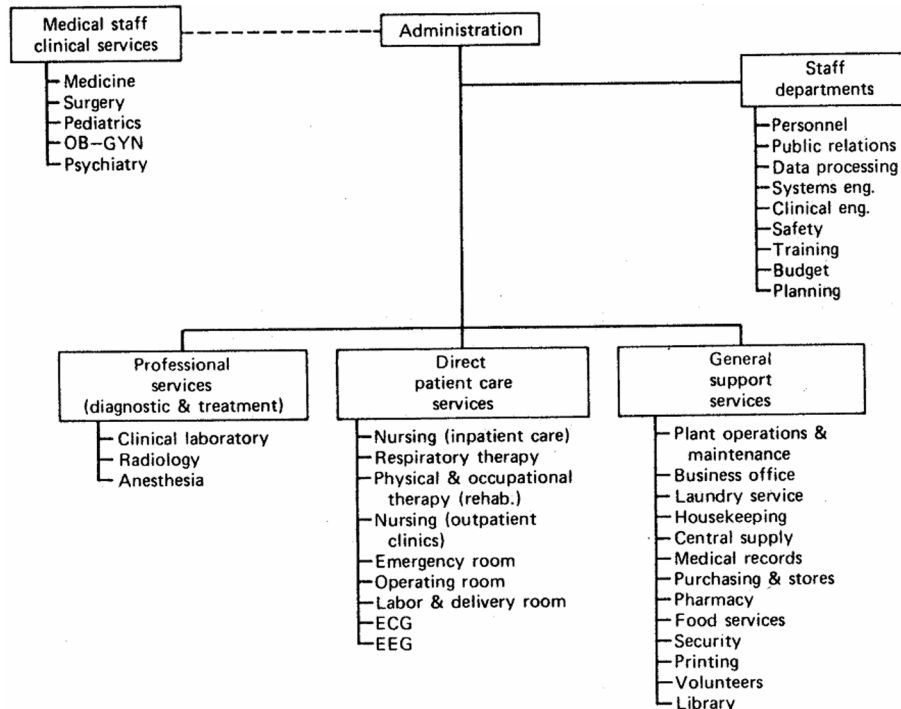 Medical staff
clinical services
Administration
Medicine
Surgery
Pediatrics
OB-GYN
Psychiatry
Staff
departments
Personnel
Public relations
Data processing
Systems eng.
Clinical eng.
Safety
Training
Budget
Planning
Professional
services
(diagnostic & treatment)
Clinical laboratory
Radiology
Anesthesia
Direct
patient care
services
Nursing (inpatient care)
Respiratory therapy
Physical & occupational
therapy (rehab.)
Nursing (outpatient
clinics)
Emergency room
Operating room
Labor & delivery room
ECG
EEG
General
support
services
Plant operations &
maintenance
Business office
Laundry service
Housekeeping
Central supply
Medical records
Purchasing & stores
Pharmacy
Food services
Security
Printing
Volunteers
Library